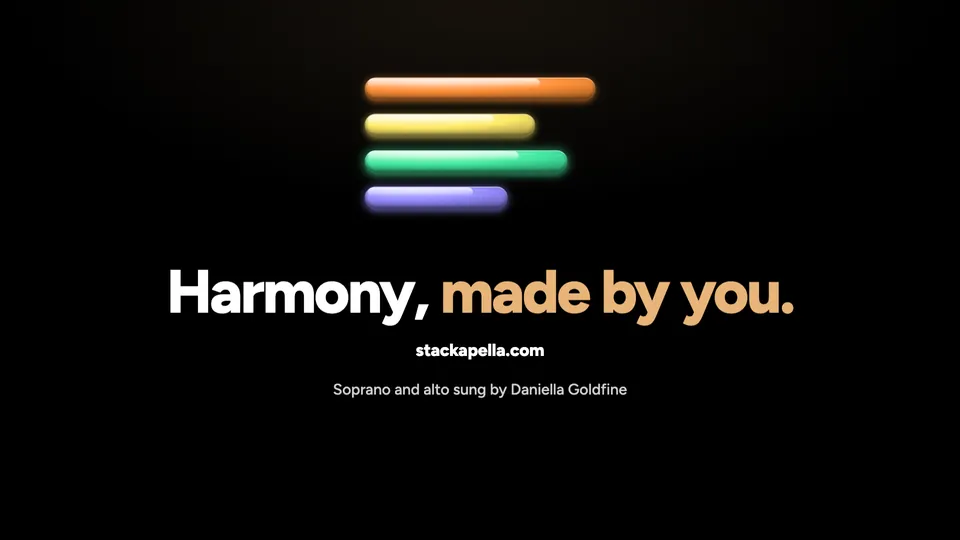 Harmony, made by you.
stackapella.com
Soprano and alto sung by Daniella Goldfine